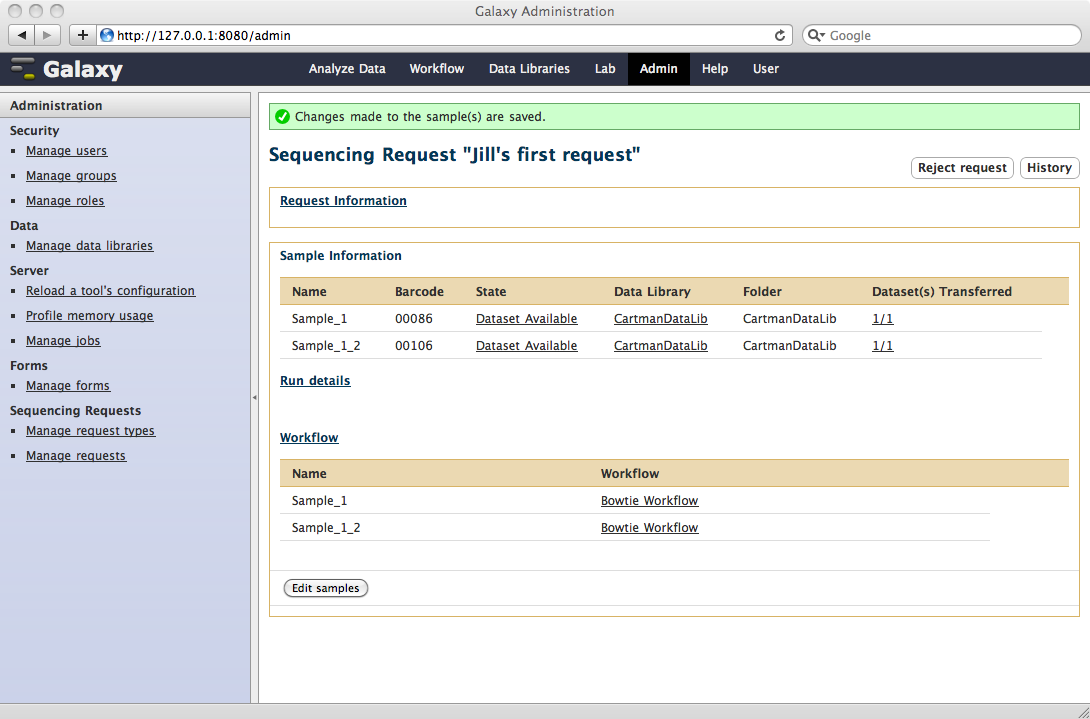 Galaxy Administration
http://127.0.0.1:8080/admin
Google
Galaxy
Analyze Data Workflow Data Libraries Lab Admin Help User
Administration
Security
Manage users
Manage groups
Manage roles
Data
Manage data libraries
Server
Reload a tool's configuration
Profile memory usage
Manage jobs
Forms
Manage forms
Sequencing Requests
Manage request types
Manage requests
Changes made to the sample(s) are saved.
Sequencing Request "Jill's first request"
Reject request History
Request Information
Sample Information
Name Barcode State Data Library Folder Dataset(s) Transferred
Sample_1 00086 Dataset Available CartmanDataLib CartmanDataLib 1/1
Sample_1_2 00106 Dataset Available CartmanDataLib CartmanDataLib 1/1
Run details
Workflow
Name Workflow
Sample_1 Bowtie Workflow
Sample_1_2 Bowtie Workflow
Edit samples